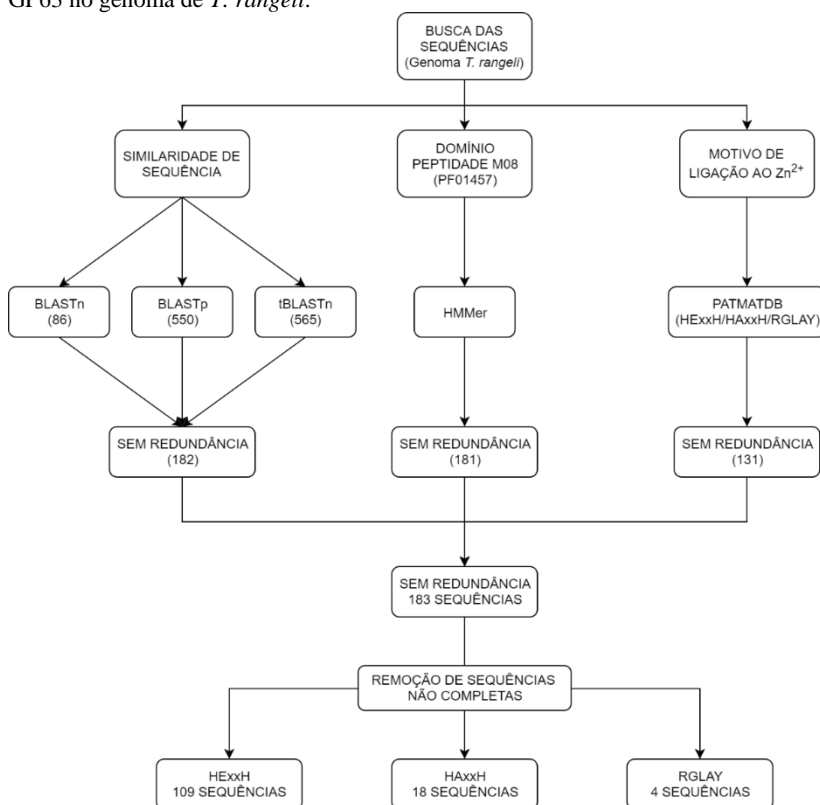 GP63 no genoma de T. rangeli.
BUSCA DAS
SEQUÊNCIAS
(Genoma T. rangeli)
SIMILARIDADE DE
SEQUÊNCIA
DOMÍNIO
PEPTIDADE M08
(PF01457)
MOTIVO DE
LIGAÇÃO AO Zn²⁺
BLASTn
(86)
BLASTp
(550)
tBLASTn
(565)
HMMer
PATMATDB
(HExxH/HAxxH/RGLAY)
SEM REDUNDÂNCIA
(182)
SEM REDUNDÂNCIA
(181)
SEM REDUNDÂNCIA
(131)
SEM REDUNDÂNCIA
183 SEQUÊNCIAS
REMOÇÃO DE SEQUÊNCIAS
NÃO COMPLETAS
HExxH
109 SEQUÊNCIAS
HAxxH
18 SEQUÊNCIAS
RGLAY
4 SEQUÊNCIAS